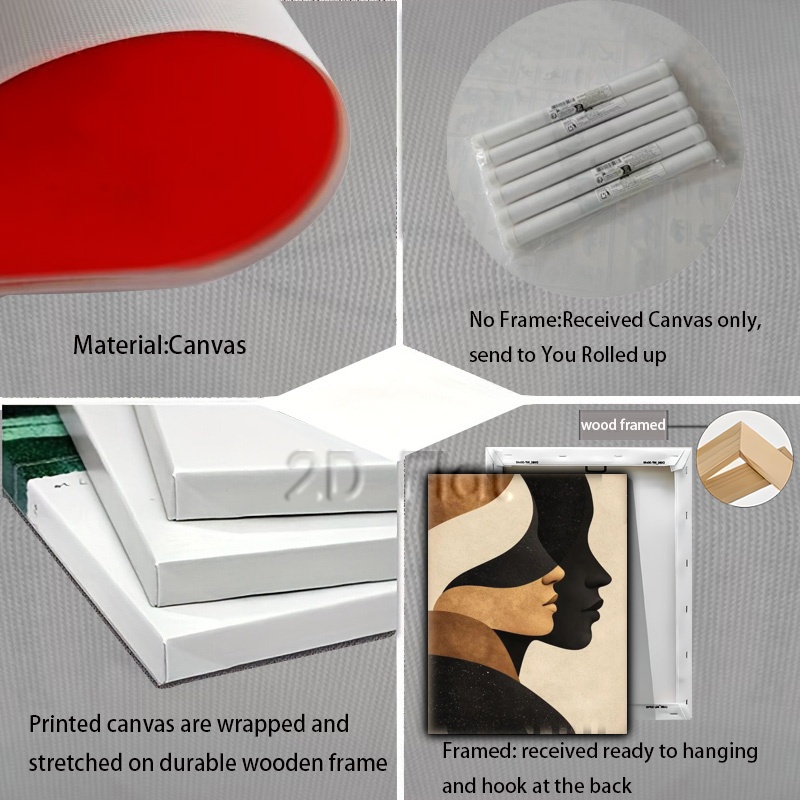 Material:Canvas
No Frame:Received Canvas only,
send to You Rolled up
2D
wood framed
Printed canvas are wrapped and
stretched on durable wooden frame
Framed: received ready to hanging
and hook at the back